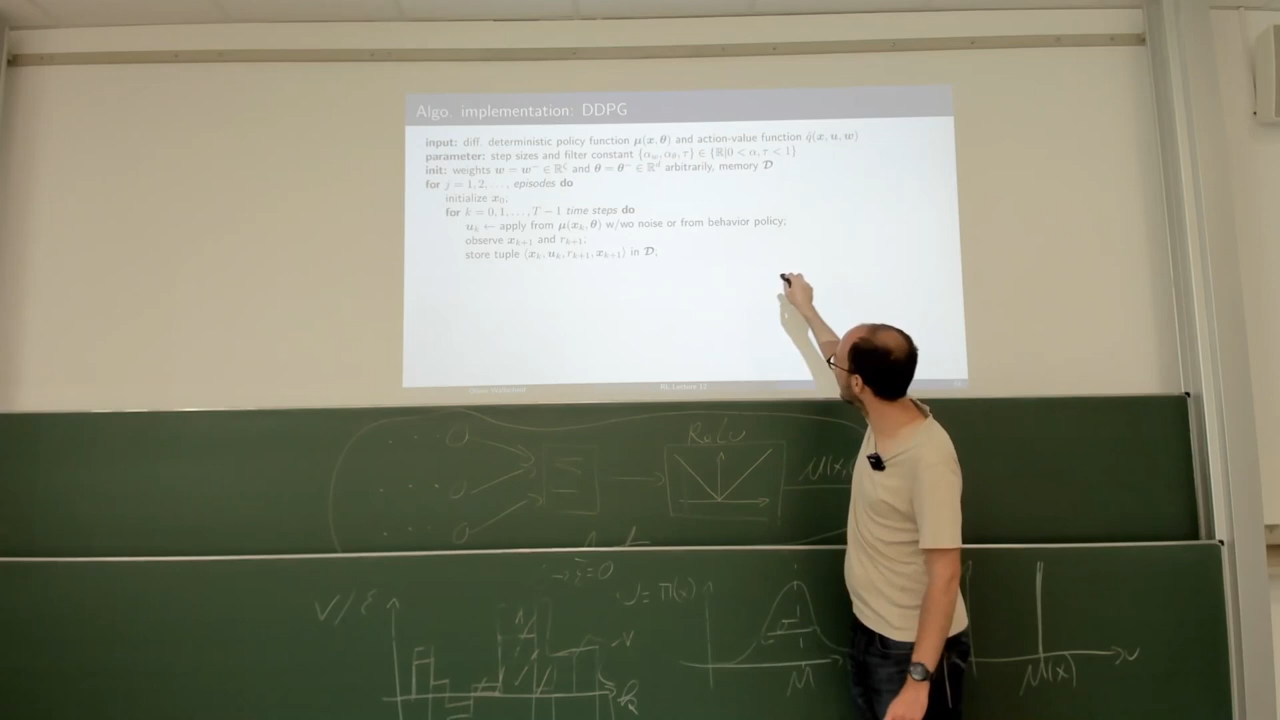 Algo. implementation: DDPG
input: diff. deterministic policy function μ(x, θ) and action-value function q̂(x, u, w)
parameter: step sizes and filter constant {α_w, α_θ, τ} ∈ {ℝ|0 < α, τ < 1}
init: weights w = w⁻ ∈ ℝ^ζ and θ = θ⁻ ∈ ℝ^d arbitrarily, memory 𝒟
for j = 1, 2, ..., episodes do
initialize x₀;
for k = 0, 1, ..., T − 1 time steps do
u_k ← apply from μ(x_k, θ) w/wo noise or from behavior policy;
observe x_{k+1} and r_{k+1};
store tuple ⟨x_k, u_k, r_{k+1}, x_{k+1}⟩ in 𝒟;
RL Lecture 12
ReLu
μ(x,
→ε=0
V/ε
u=π(x)
σ
-v
k
μ
μ(x)
u